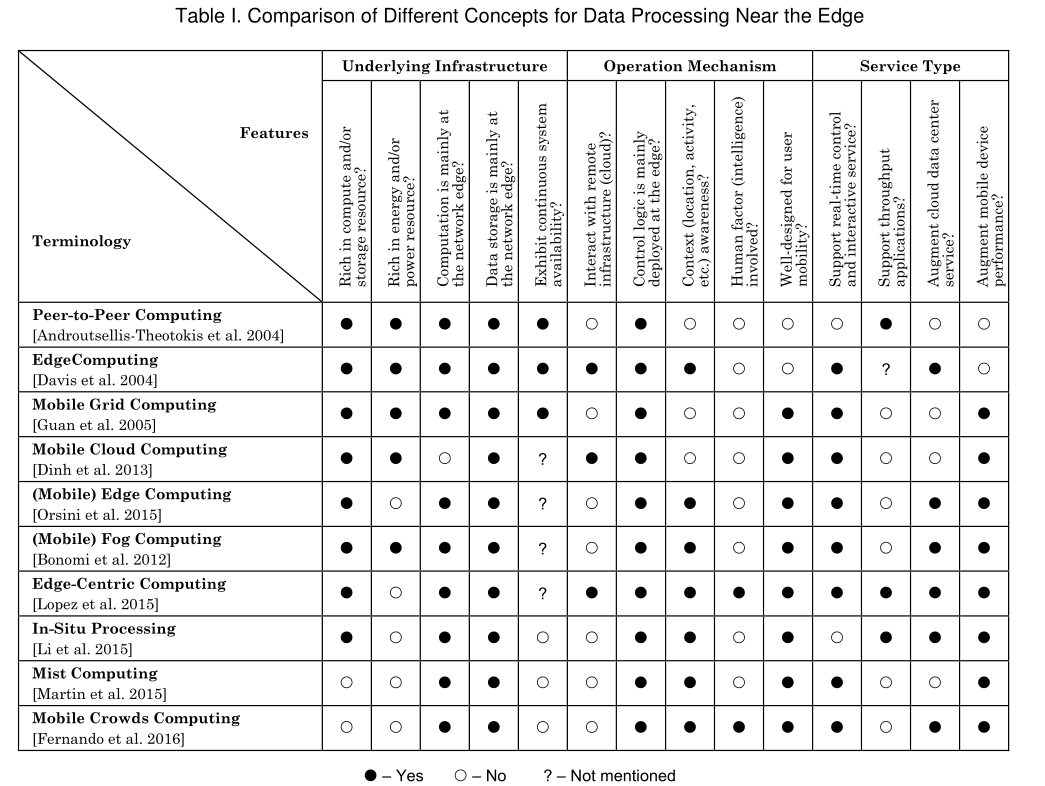 Table I. Comparison of Different Concepts for Data Processing Near the Edge
Underlying Infrastructure Operation Mechanism Service Type
Features
Terminology
Rich in compute and/or
storage resource?
Rich in energy and/or
power resource?
Computation is mainly at
the network edge?
Data storage is mainly at
the network edge?
Exhibit continuous system
availability?
Interact with remote
infrastructure (cloud)?
Control logic is mainly
deployed at the edge?
Context (location, activity,
etc.) awareness?
Human factor (intelligence)
involved?
Well-designed for user
mobility?
Support real-time control
and interactive service?
Support throughput
applications?
Augment cloud data center
service?
Augment mobile device
performance?
Peer-to-Peer Computing
[Androutsellis-Theotokis et al. 2004]
● ● ● ● ● ○ ● ○ ○ ○ ○ ● ○ ○
EdgeComputing
[Davis et al. 2004]
● ● ● ● ● ● ● ● ○ ○ ● ? ● ○
Mobile Grid Computing
[Guan et al. 2005]
● ● ● ● ● ○ ● ○ ○ ● ● ○ ○ ●
Mobile Cloud Computing
[Dinh et al. 2013]
● ● ○ ● ? ● ● ○ ○ ● ● ○ ○ ●
(Mobile) Edge Computing
[Orsini et al. 2015]
● ○ ● ● ? ○ ● ● ○ ● ● ○ ● ●
(Mobile) Fog Computing
[Bonomi et al. 2012]
● ● ● ● ? ○ ● ● ○ ● ● ○ ● ●
Edge-Centric Computing
[Lopez et al. 2015]
● ○ ● ● ? ● ● ● ● ● ● ● ● ●
In-Situ Processing
[Li et al. 2015]
● ○ ● ● ○ ○ ● ● ○ ● ○ ● ● ●
Mist Computing
[Martin et al. 2015]
○ ○ ● ● ○ ○ ● ● ○ ● ● ○ ○ ●
Mobile Crowds Computing
[Fernando et al. 2016]
○ ○ ● ● ○ ○ ● ● ● ● ● ○ ● ●
● – Yes ○ – No ? – Not mentioned